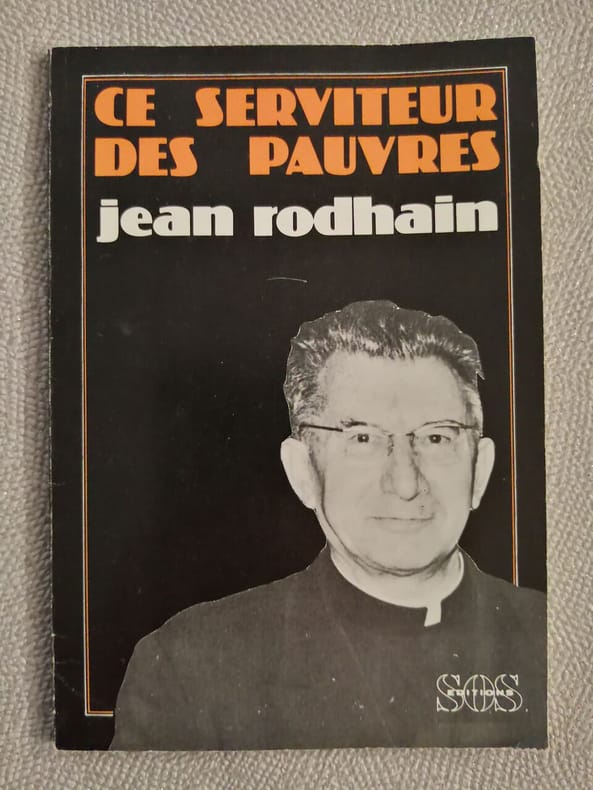 CE SERVITEUR
DES PAUVRES
jean rodhain
SOS
EDITIONS